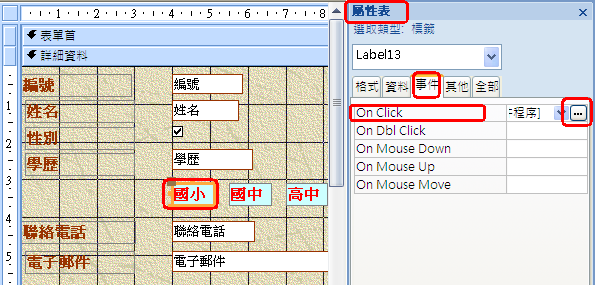 1 2 3 4 5 6 7 8
表單首
詳細資料
編號 編號
姓名 姓名
性別
學歷 學歷
國小 國中 高中
聯絡電話 聯絡電話
電子郵件 電子郵件
1
2
3
4
5
屬性表
選取類型: 標籤
Label13
格式 資料 事件 其他 全部
On Click 程序] ...
On Dbl Click
On Mouse Down
On Mouse Up
On Mouse Move